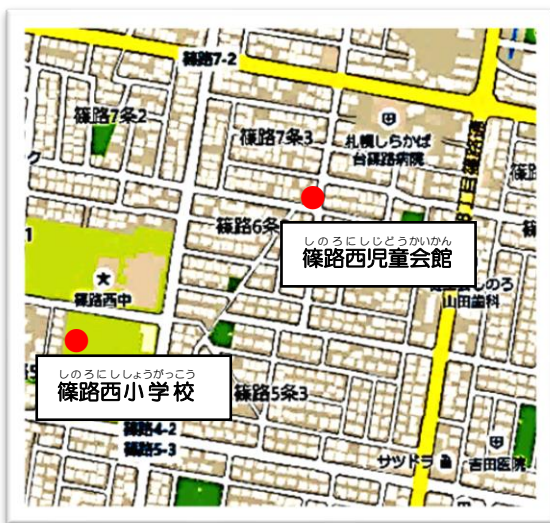 篠路7-2
篠路7条2
篠路7条3
札幌しらかば
台篠路病院
ク
篠路6条
しのろにしじどうかいかん
篠路西児童会館
のろ
山田歯科
1
篠路西中
しのろにししょうがっこう
篠路西小学校
篠路5条3
篠路4-2
篠路5-3
サツドラ
吉田医院